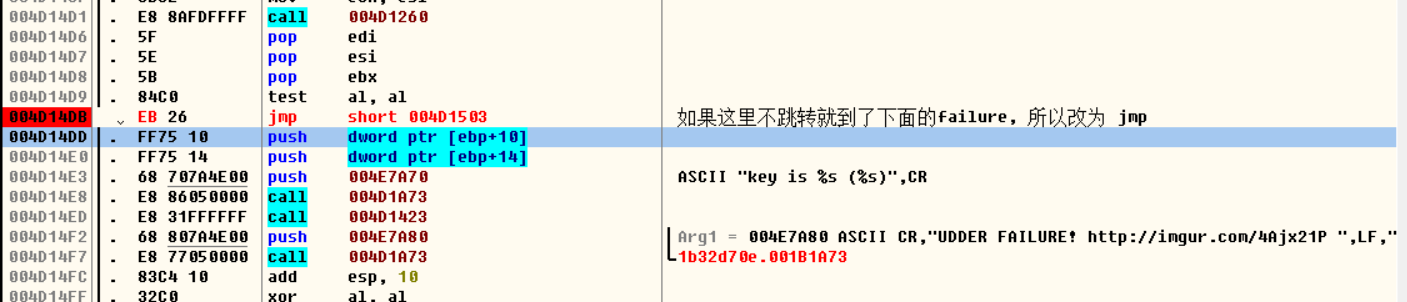 004D14D1 . E8 8AFDFFFF call 004D1260
004D14D6 . 5F pop edi
004D14D7 . 5E pop esi
004D14D8 . 5B pop ebx
004D14D9 . 84C0 test al, al
004D14DB EB 26 jmp short 004D1503 如果这里不跳转就到了下面的failure, 所以改为 jmp
004D14DD . FF75 10 push dword ptr [ebp+10]
004D14E0 . FF75 14 push dword ptr [ebp+14]
004D14E3 . 68 707A4E00 push 004E7A70 ASCII "key is %s (%s)",CR
004D14E8 . E8 86050000 call 004D1A73
004D14ED . E8 31FFFFFF call 004D1423
004D14F2 . 68 807A4E00 push 004E7A80 Arg1 = 004E7A80 ASCII CR,"UDDER FAILURE! http://imgur.com/4Ajx21P ",LF,"
004D14F7 . E8 77050000 call 004D1A73 1b32d70e.001B1A73
004D14FC . 83C4 10 add esp, 10
004D14FF . 32C0 xor al, al